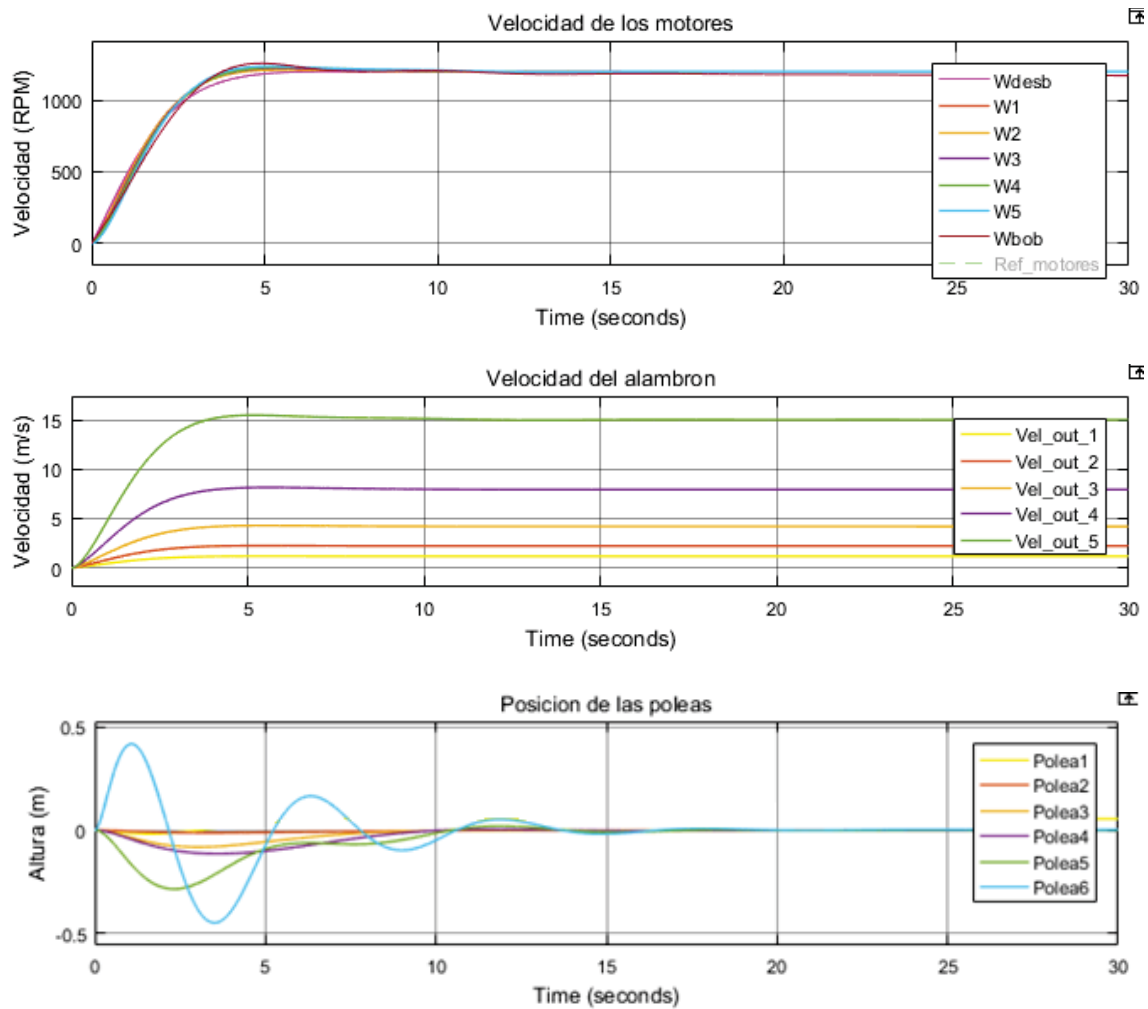 Velocidad de los motores
Velocidad (RPM)
1000
500
0
Wdesb
W1
W2
W3
W4
W5
Wbob
Ref_motores
0 5 10 15 20 25 30
Time (seconds)
Velocidad del alambron
Velocidad (m/s)
15
10
5
0
Vel_out_1
Vel_out_2
Vel_out_3
Vel_out_4
Vel_out_5
0 5 10 15 20 25 30
Time (seconds)
Posicion de las poleas
Altura (m)
0.5
0
-0.5
Polea1
Polea2
Polea3
Polea4
Polea5
Polea6
0 5 10 15 20 25 30
Time (seconds)